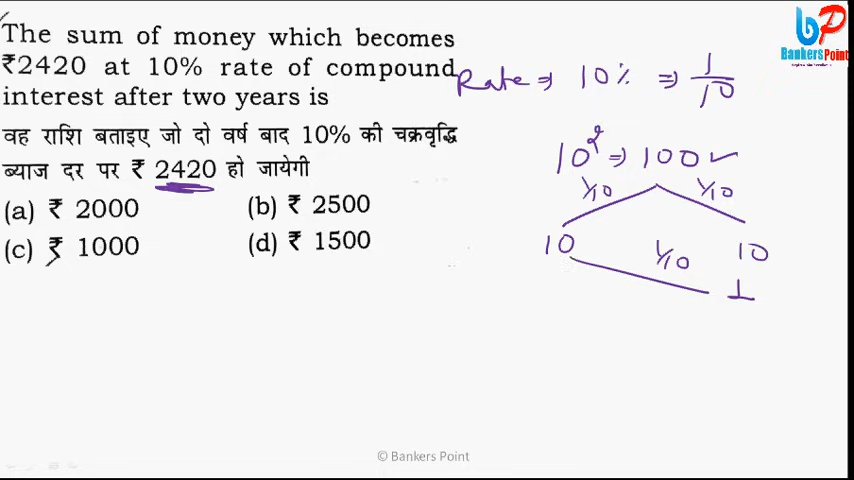 The sum of money which becomes
₹2420 at 10% rate of compound
interest after two years is
वह राशि बताइए जो दो वर्ष बाद 10% की चक्रवृद्धि
ब्याज दर पर ₹ 2420 हो जायेगी
(a) ₹ 2000 (b) ₹ 2500
(c) ₹ 1000 (d) ₹ 1500
Rate ⇒ 10% ⇒ 1/10
10² ⇒ 100 ✓
1/10 1/10
10 1/10 10
1
bP
BankersPoint
© Bankers Point